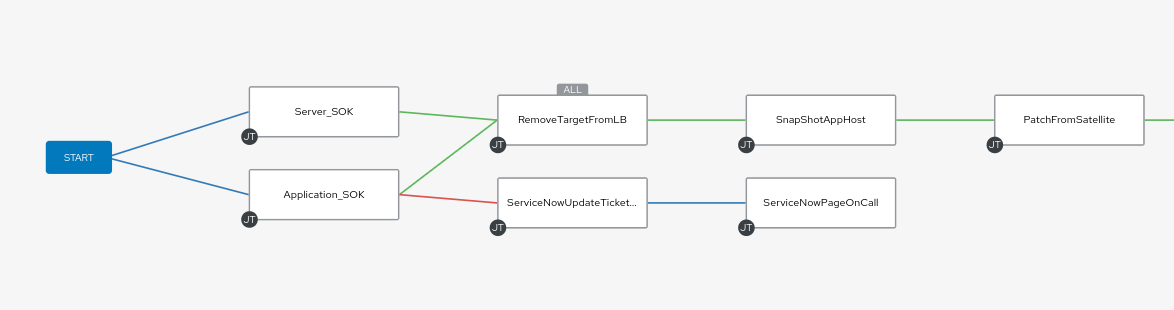 ALL
Server_SOK
RemoveTargetFromLB
SnapShotAppHost
PatchFromSatellite
JT
JT
JT
JT
START
Application_SOK
ServiceNowUpdateTicket...
ServiceNowPageOnCall
JT
JT
JT